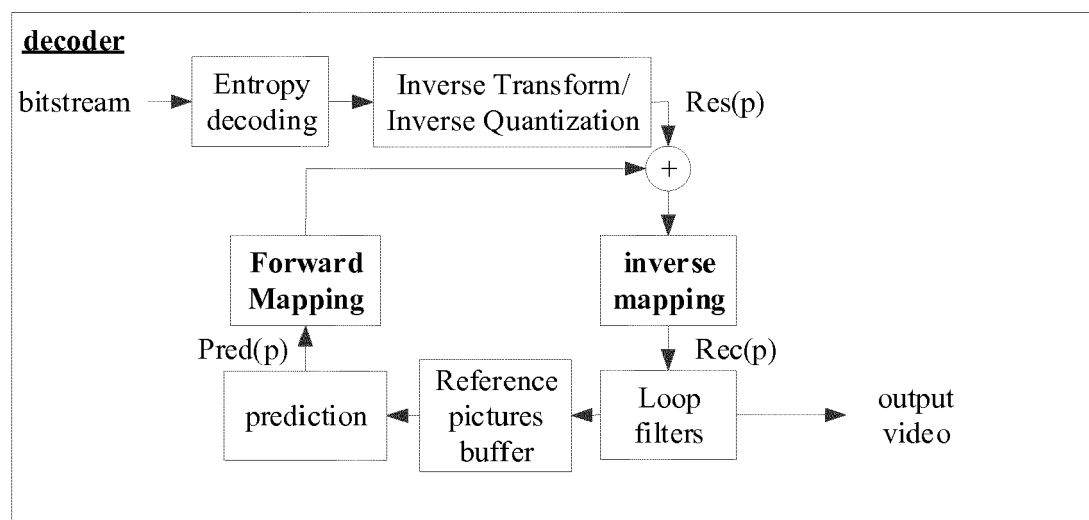 decoder
bitstream
Entropy
decoding
Inverse Transform/
Inverse Quantization
Res(p)
+
Forward
Mapping
inverse
mapping
Pred(p)
Rec(p)
prediction
Reference
pictures
buffer
Loop
filters
output
video